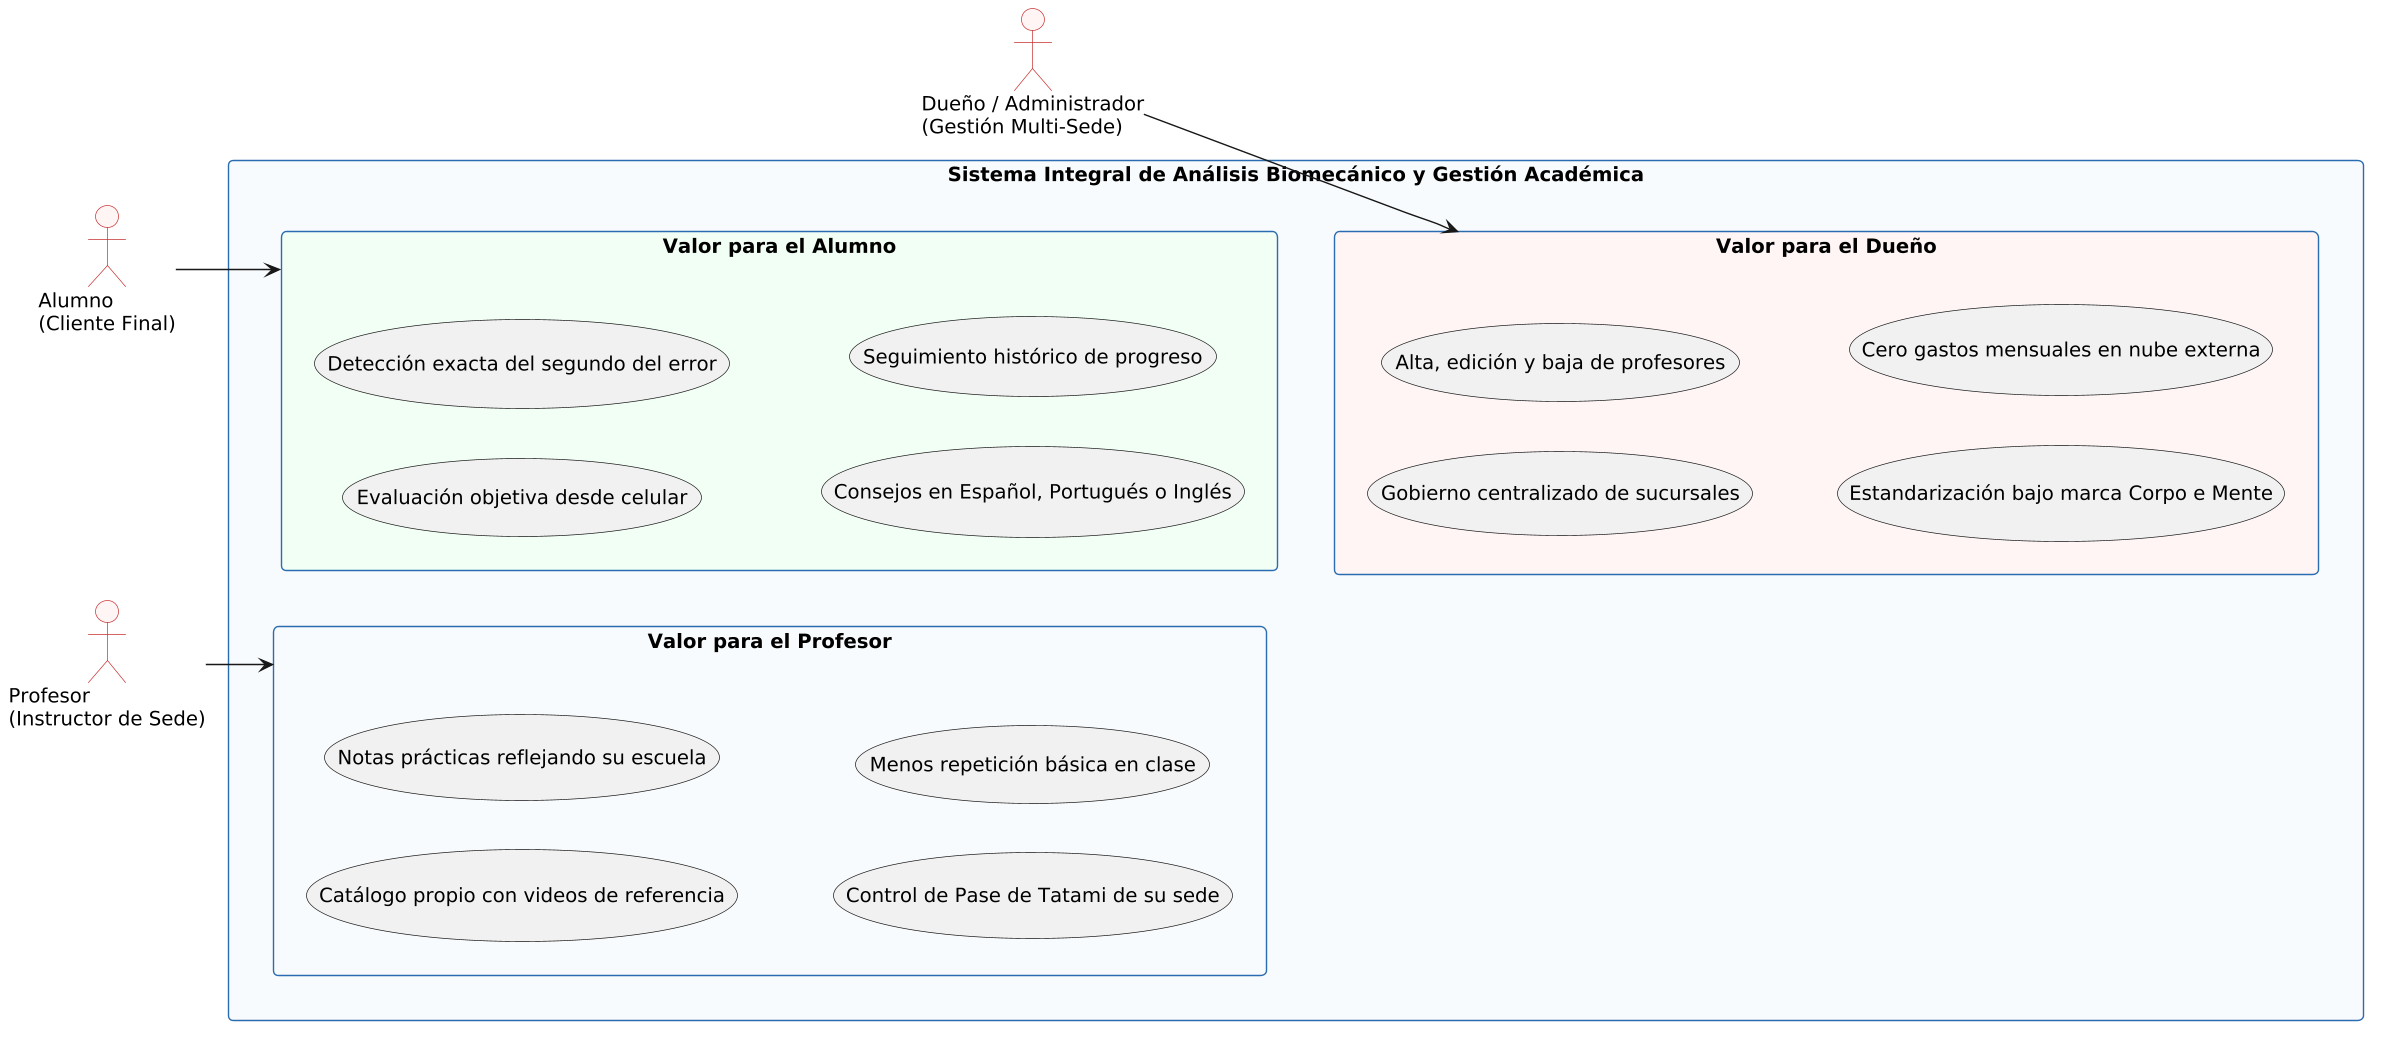 Dueño / Administrador
(Gestión Multi-Sede)
Sistema Integral de Análisis Biomecánico y Gestión Académica
Alumno
(Cliente Final)
Valor para el Alumno
Detección exacta del segundo del error
Seguimiento histórico de progreso
Evaluación objetiva desde celular
Consejos en Español, Portugués o Inglés
Valor para el Dueño
Alta, edición y baja de profesores
Cero gastos mensuales en nube externa
Gobierno centralizado de sucursales
Estandarización bajo marca Corpo e Mente
Profesor
(Instructor de Sede)
Valor para el Profesor
Notas prácticas reflejando su escuela
Menos repetición básica en clase
Catálogo propio con videos de referencia
Control de Pase de Tatami de su sede